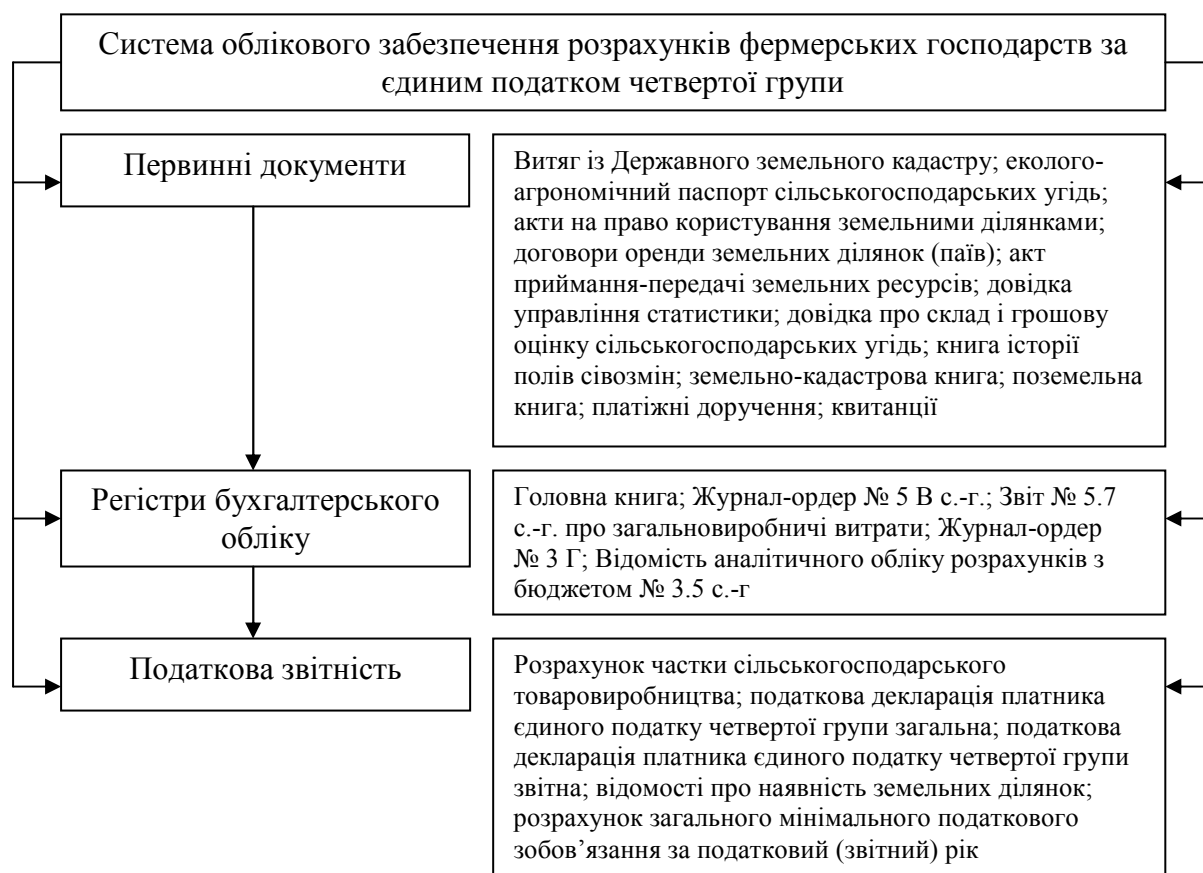 Система облікового забезпечення розрахунків фермерських господарств за
єдиним податком четвертої групи
Первинні документи
Витяг із Державного земельного кадастру; еколого-
агрономічний паспорт сільськогосподарських угідь;
акти на право користування земельними ділянками;
договори оренди земельних ділянок (паїв); акт
приймання-передачі земельних ресурсів; довідка
управління статистики; довідка про склад і грошову
оцінку сільськогосподарських угідь; книга історії
полів сівозмін; земельно-кадастрова книга; поземельна
книга; платіжні доручення; квитанції
Регістри бухгалтерського
обліку
Головна книга; Журнал-ордер № 5 В с.-г.; Звіт № 5.7
с.-г. про загальновиробничі витрати; Журнал-ордер
№ 3 Г; Відомість аналітичного обліку розрахунків з
бюджетом № 3.5 с.-г
Податкова звітність
Розрахунок частки сільськогосподарського
товаровиробництва; податкова декларація платника
єдиного податку четвертої групи загальна; податкова
декларація платника єдиного податку четвертої групи
звітна; відомості про наявність земельних ділянок;
розрахунок загального мінімального податкового
зобов’язання за податковий (звітний) рік